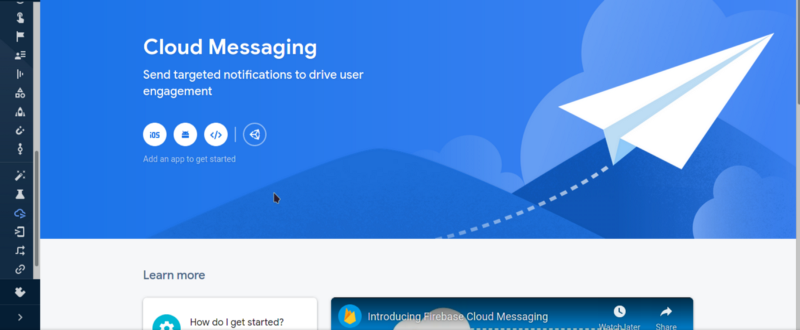 Cloud Messaging
Send targeted notifications to drive user
engagement
iOS
Add an app to get started
Learn more
How do I get started?
Introducing Firebase Cloud Messaging
Watch later
Share